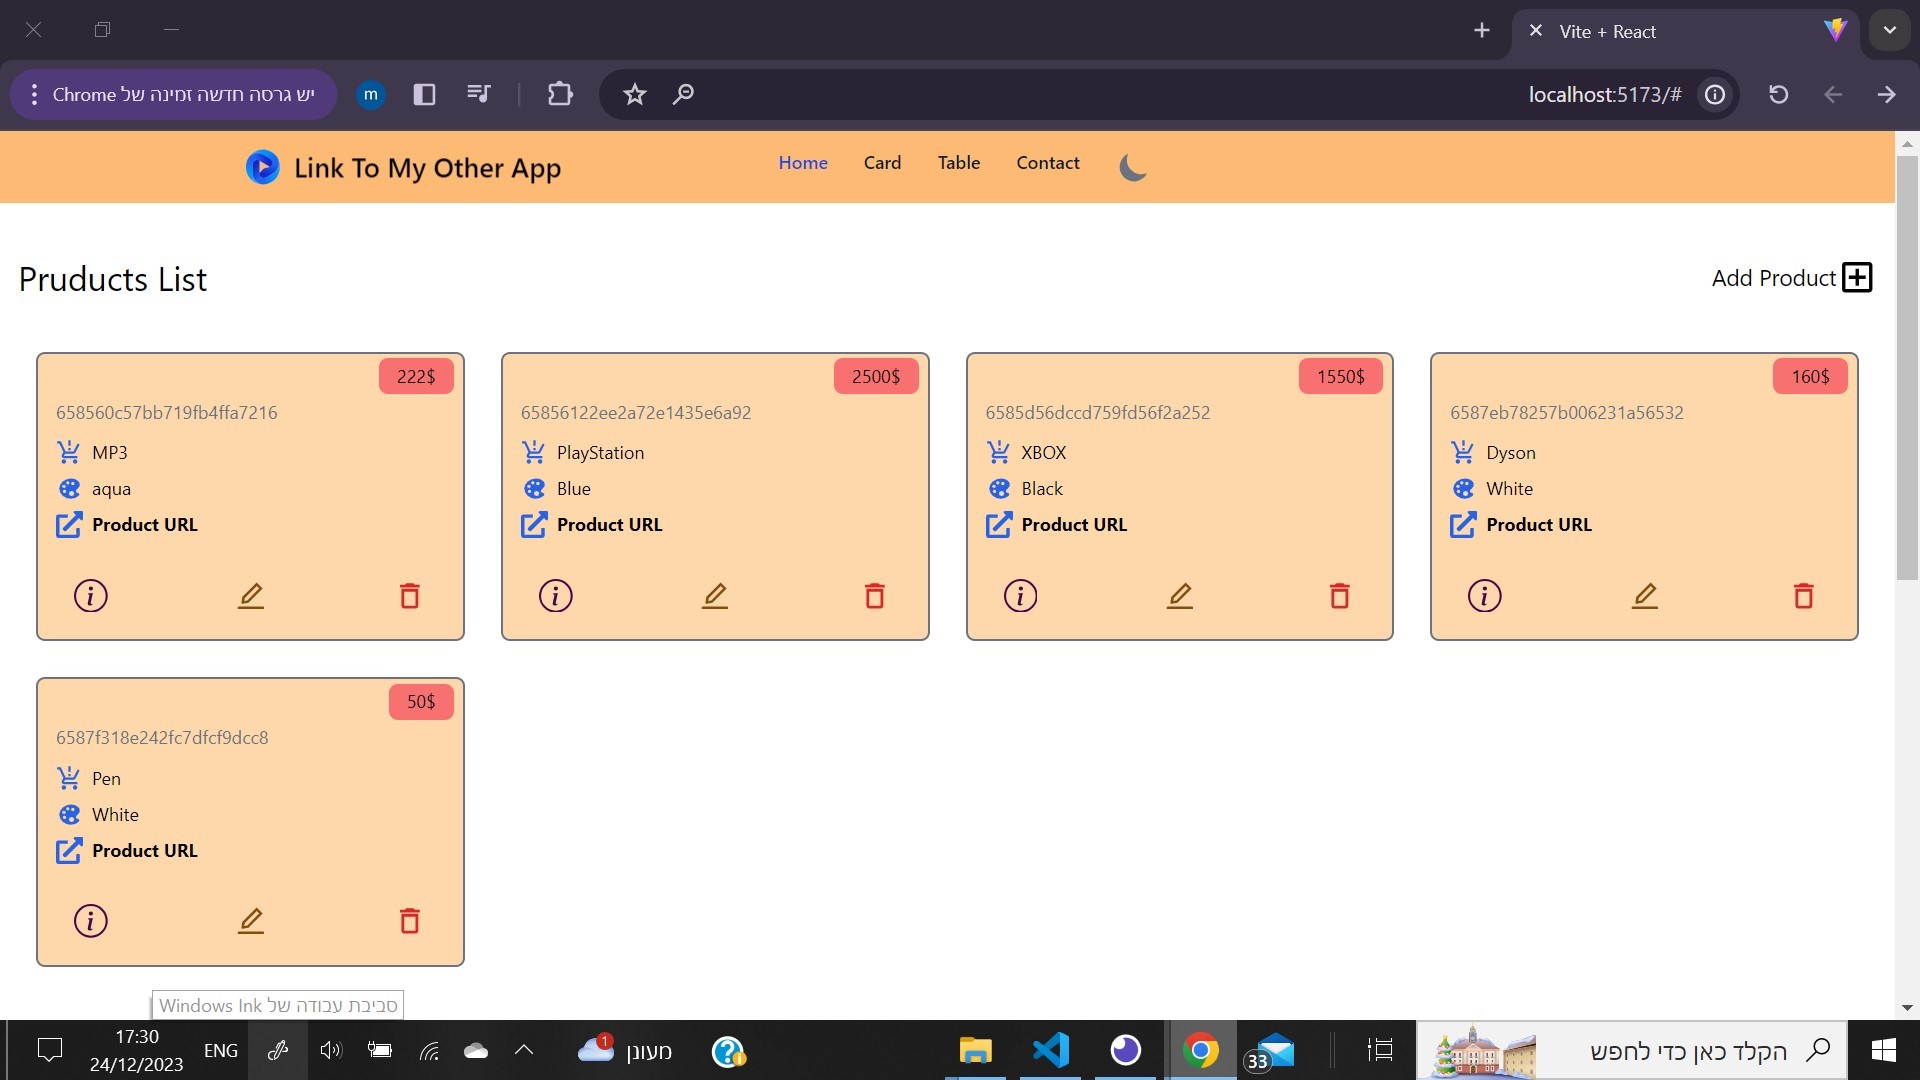 Vite + React
יש גרסה חדשה זמינה של Chrome
m
localhost:5173/#
Link To My Other App
Home
Card
Table
Contact
Pruducts List
Add Product
222$
658560c57bb719fb4ffa7216
MP3
aqua
Product URL
2500$
65856122ee2a72e1435e6a92
PlayStation
Blue
Product URL
1550$
6585d56dccd759fd56f2a252
XBOX
Black
Product URL
160$
6587eb78257b006231a56532
Dyson
White
Product URL
50$
6587f318e242fc7dfcf9dcc8
Pen
White
Product URL
סביבת עבודה של Windows Ink
17:30
24/12/2023
ENG
1
מעונן
33
הקלד כאן כדי לחפש